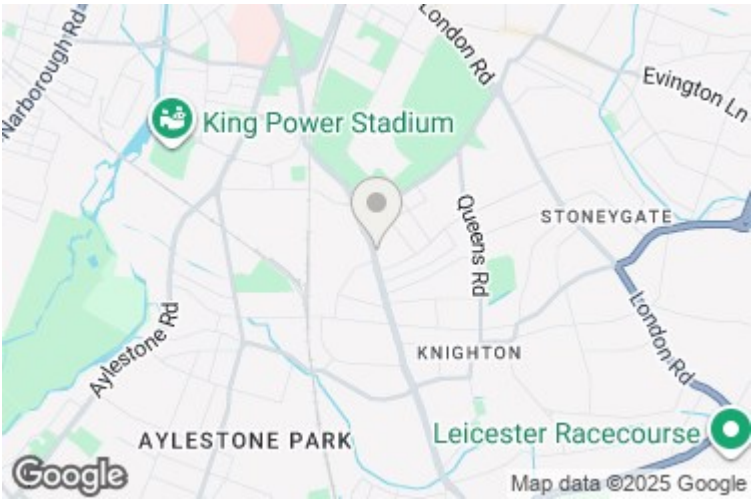 London Rd
Narborough Rd
Evington Ln
King Power Stadium
Queens Rd
STONEYGATE
Aylestone Rd
London Rd
KNIGHTON
AYLESTONE PARK
Leicester Racecourse
Google
Map data ©2025 Google